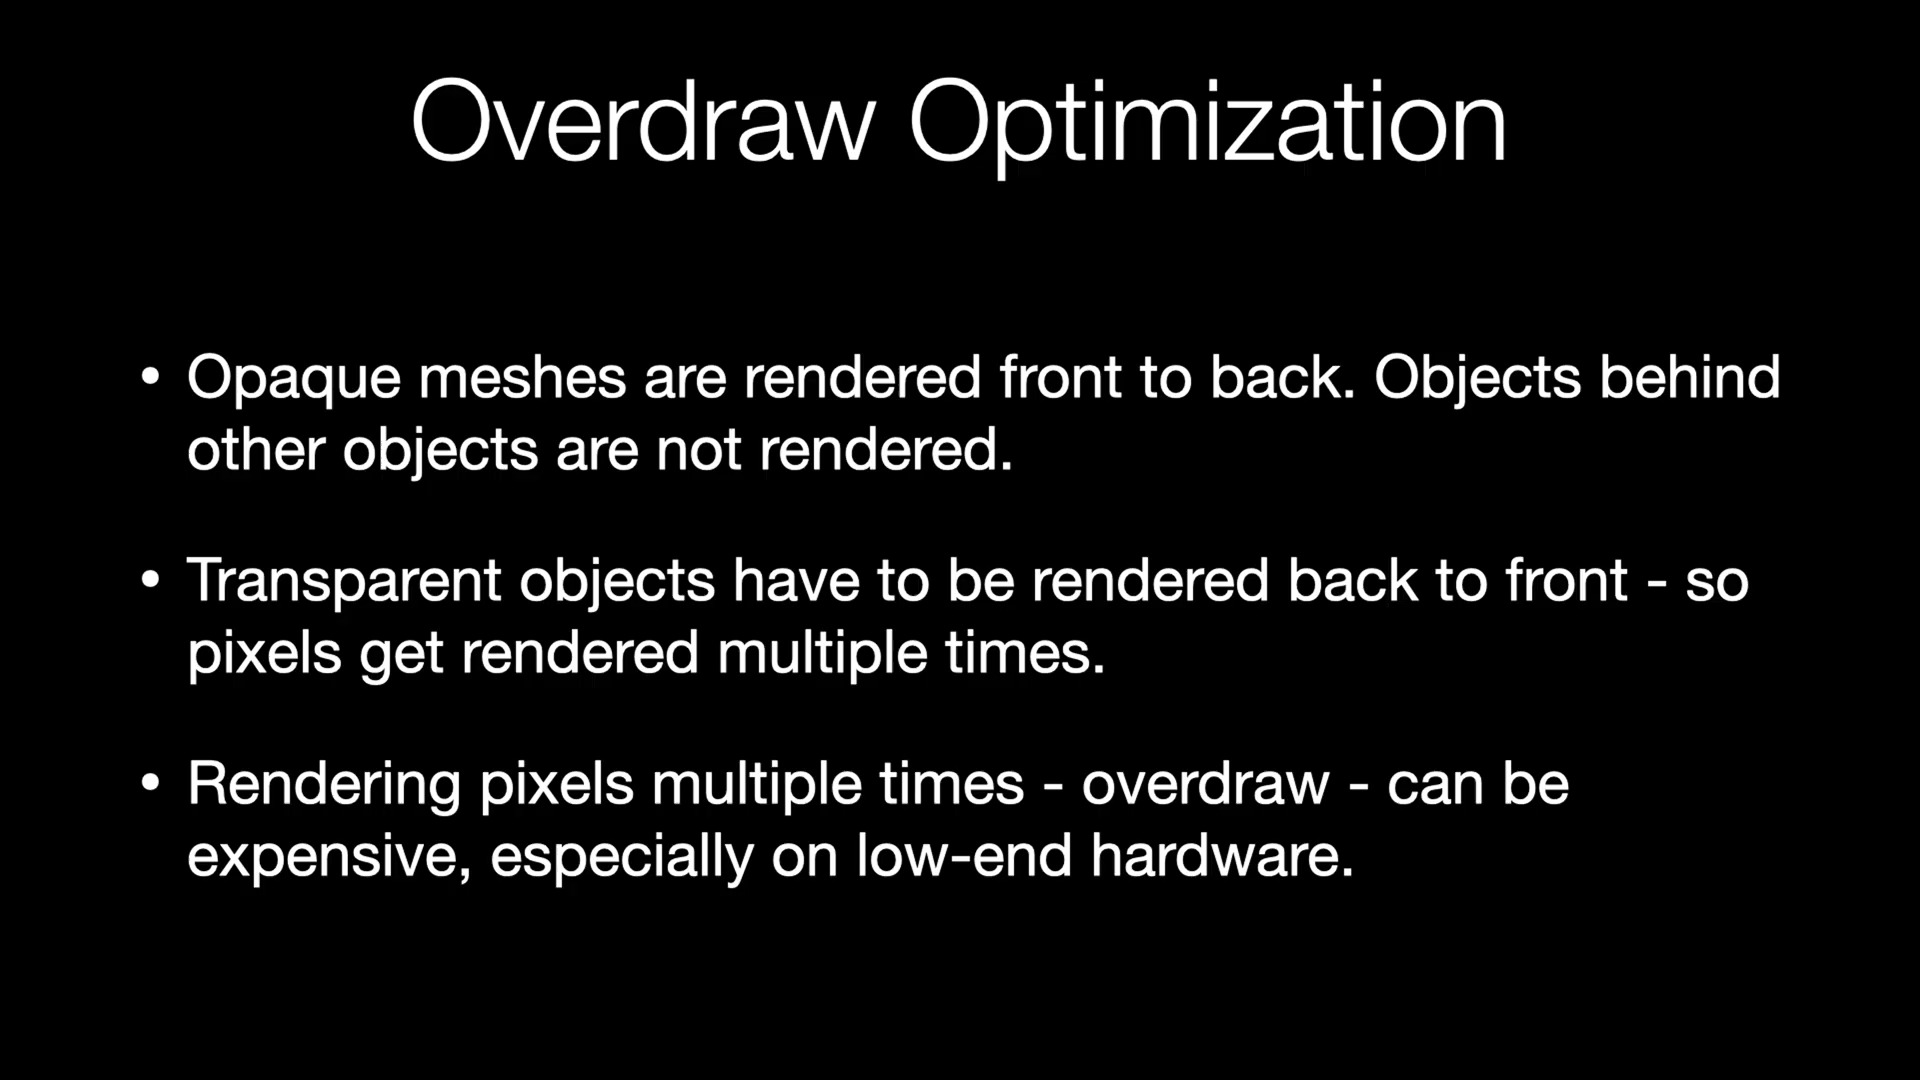 Overdraw Optimization
• Opaque meshes are rendered front to back. Objects behind
other objects are not rendered.
• Transparent objects have to be rendered back to front - so
pixels get rendered multiple times.
• Rendering pixels multiple times - overdraw - can be
expensive, especially on low-end hardware.